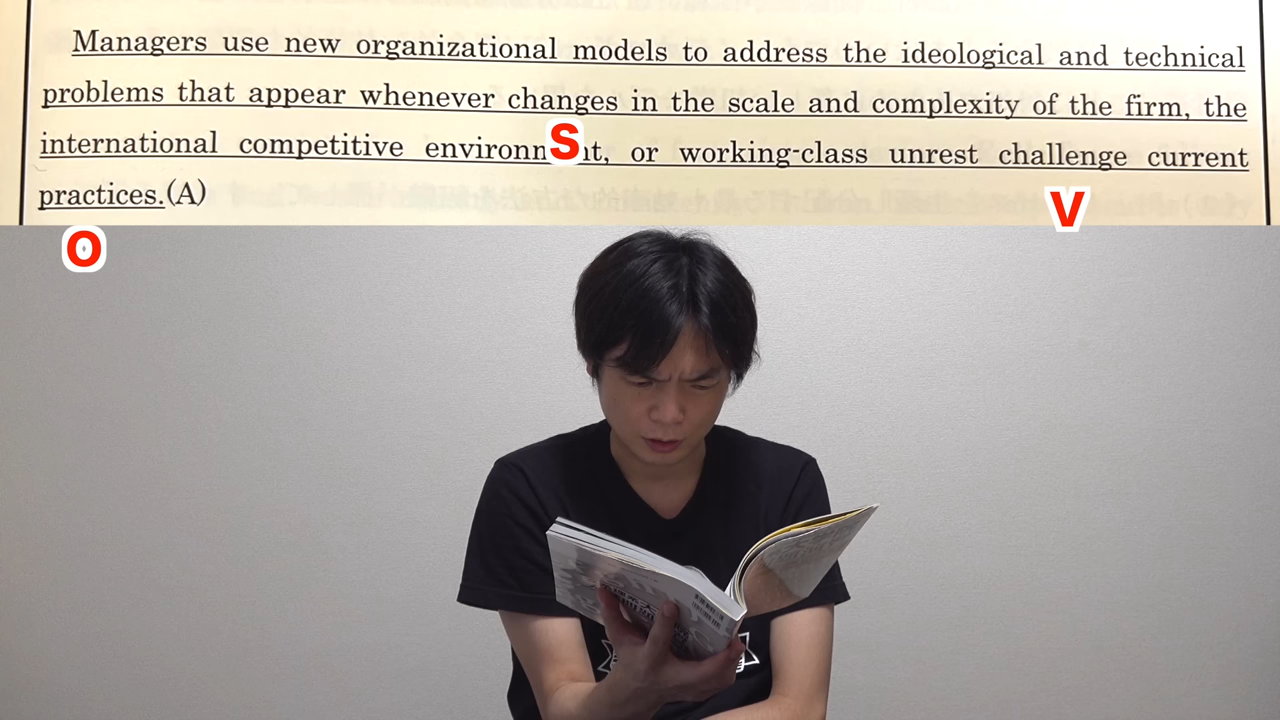 Managers use new organizational models to address the ideological and technical
problems that appear whenever changes in the scale and complexity of the firm, the
international competitive environment, or working-class unrest challenge current
practices.(A)
S
V
O